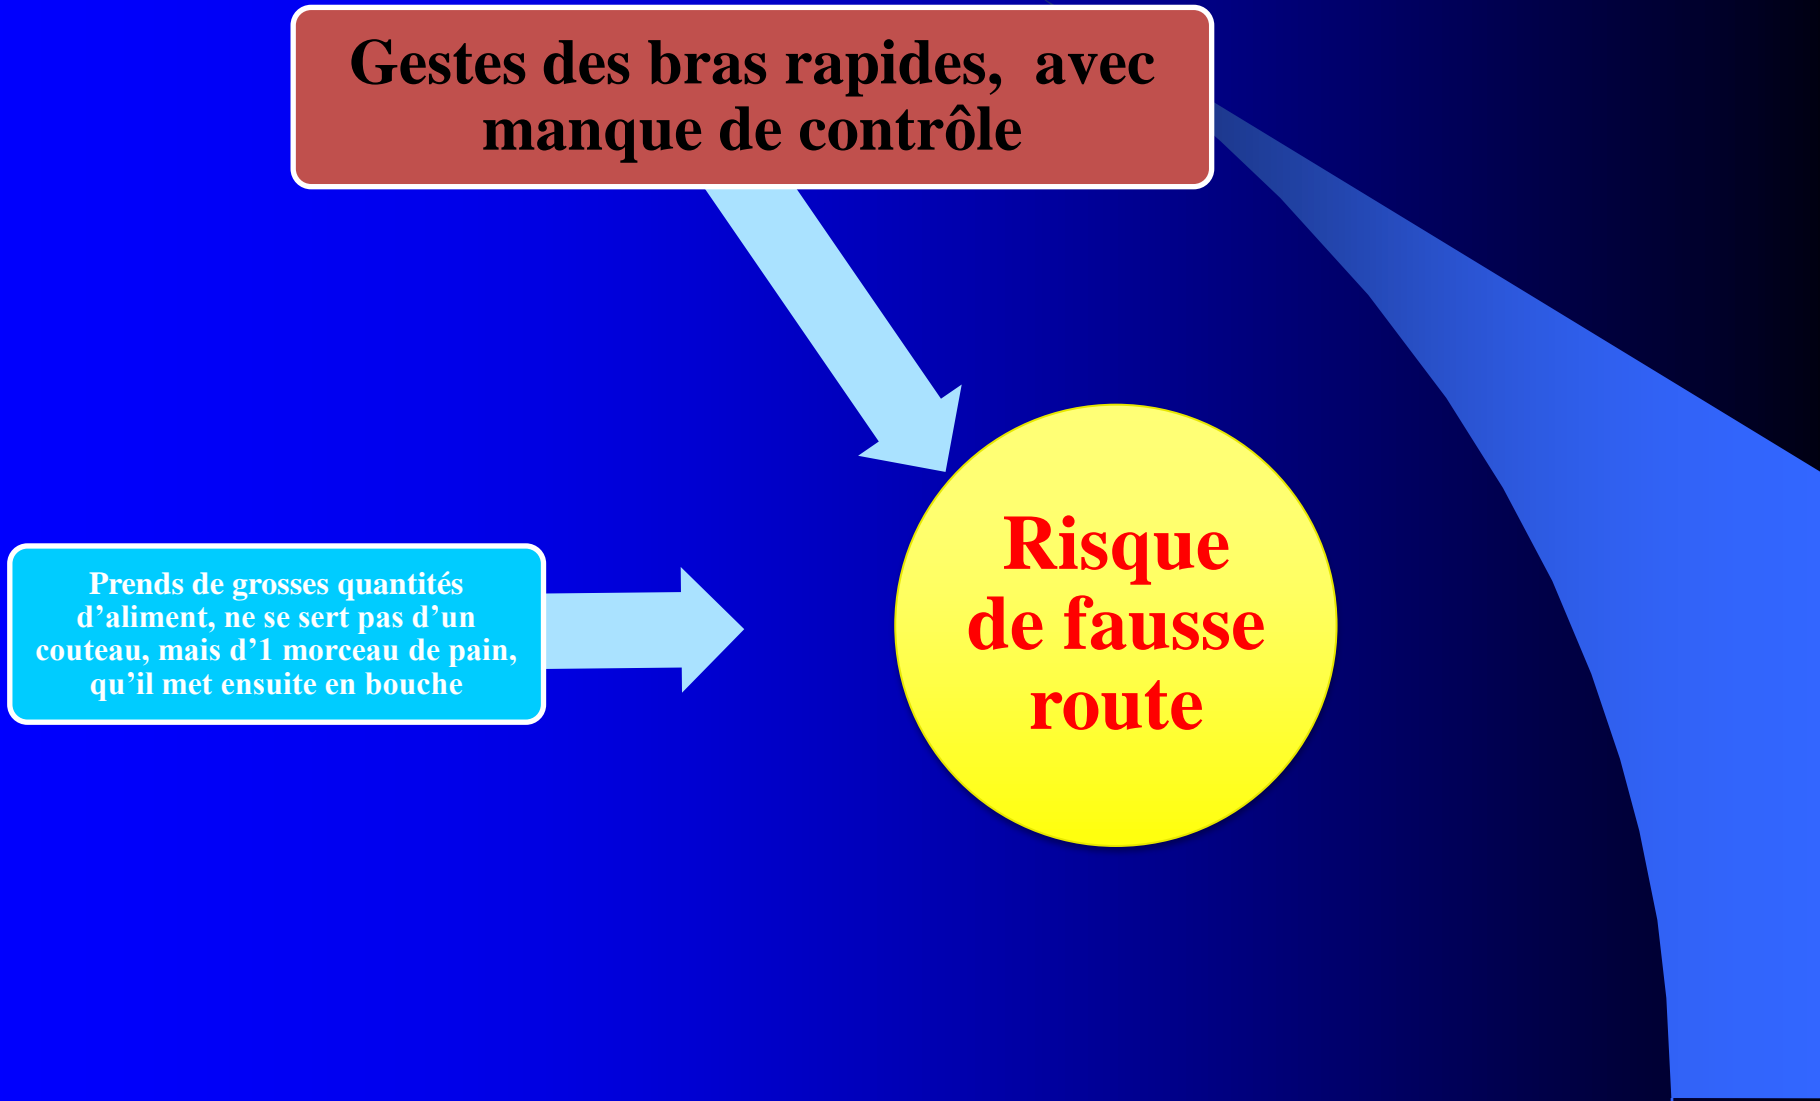 Gestes des bras rapides,  avec
manque de contrôle
Risque
de fausse
route
Prends de grosses quantités
d’aliment, ne se sert pas d’un
couteau, mais d’1 morceau de pain,
qu’il met ensuite en bouche